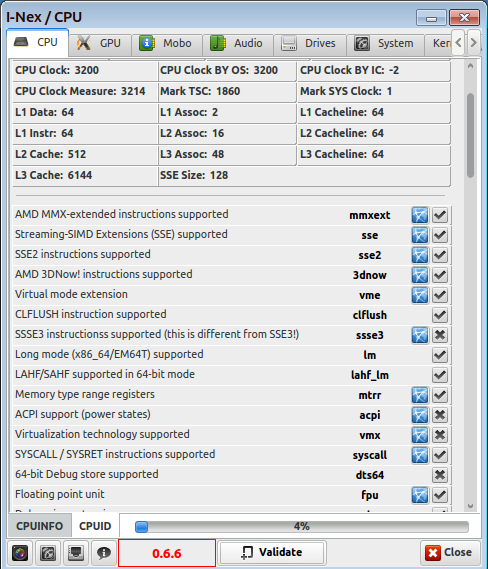 I-Nex / CPU
CPU GPU Mobo Audio Drives System Kern
CPU Clock: 3200 CPU Clock BY OS: 3200 CPU Clock BY IC: -2
CPU Clock Measure: 3214 Mark TSC: 1860 Mark SYS Clock: 1
L1 Data: 64 L1 Assoc: 2 L1 Cacheline: 64
L1 Instr: 64 L2 Assoc: 16 L2 Cacheline: 64
L2 Cache: 512 L3 Assoc: 48 L3 Cacheline: 64
L3 Cache: 6144 SSE Size: 128
AMD MMX-extended instructions supported mmxext
Streaming-SIMD Extensions (SSE) supported sse
SSE2 instructions supported sse2
AMD 3DNow! instructions supported 3dnow
Virtual mode extension vme
CLFLUSH instruction supported clflush
SSSE3 instructionss supported (this is different from SSE3!) ssse3
Long mode (x86_64/EM64T) supported lm
LAHF/SAHF supported in 64-bit mode lahf_lm
Memory type range registers mtrr
ACPI support (power states) acpi
Virtualization technology supported vmx
SYSCALL / SYSRET instructions supported syscall
64-bit Debug store supported dts64
Floating point unit fpu
CPUINFO CPUID 4%
0.6.6 Validate Close